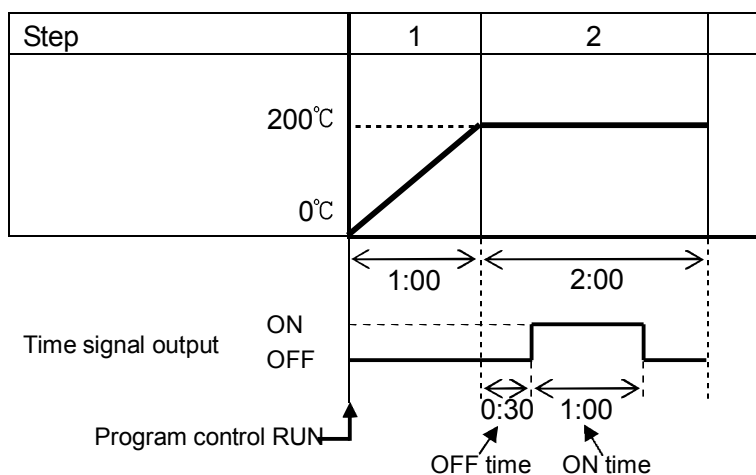 Step 1 2
200℃
0℃
1:00 2:00
ON
Time signal output
OFF
0:30 1:00
Program control RUN
OFF time ON time